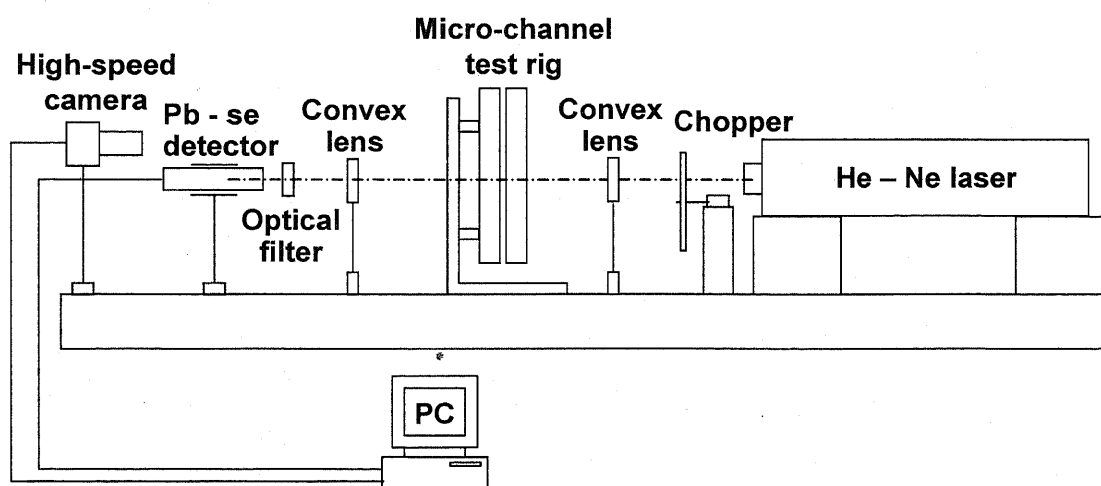 Micro-channel
test rig
High-speed
camera
Pb - se
detector
Convex
lens
Convex
lens
Chopper
He – Ne laser
Optical
filter
PC